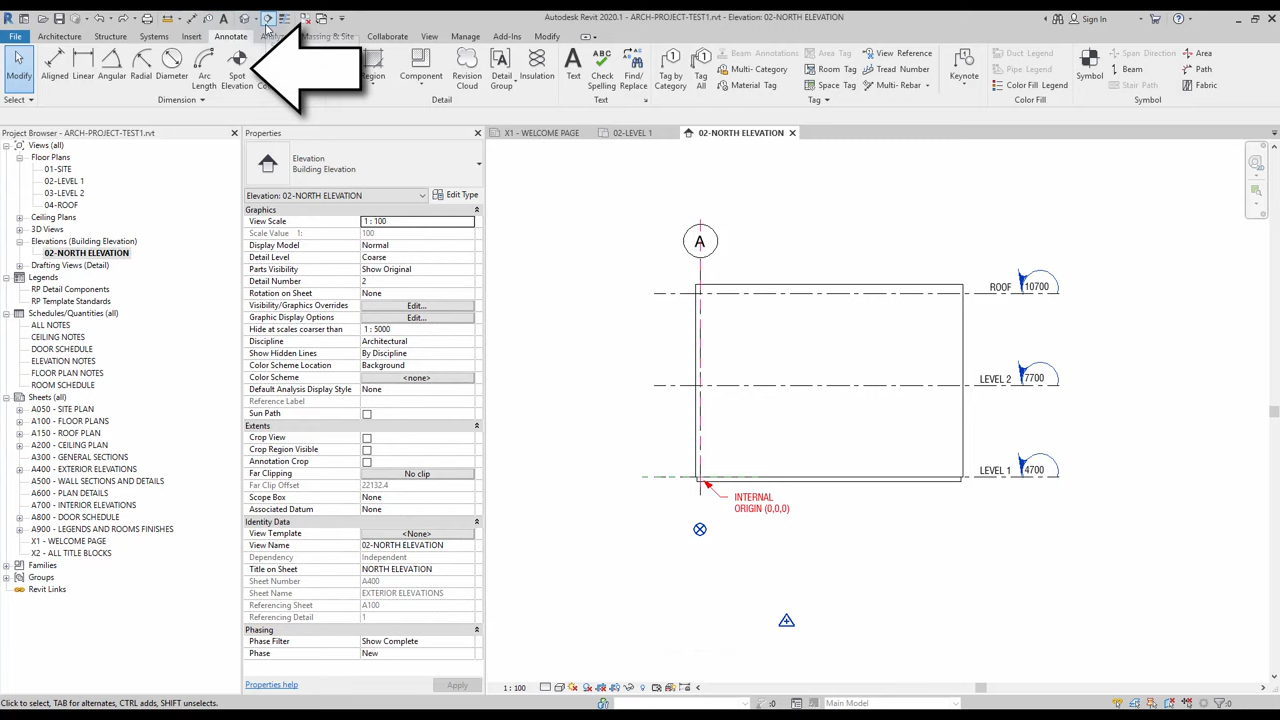 Autodesk Revit 2020.1 - ARCH-PROJECT-TEST1.rvt - Elevation: 02-NORTH ELEVATION
Sign In
File Architecture Structure Systems Insert Annotate Massing & Site Collaborate View Manage Add-Ins Modify
Modify
Aligned Linear Angular Radial Diameter Arc Length Spot Elevation
Region Component Revision Cloud Detail Group Insulation
Text Check Spelling Find/ Replace
Tag by Category Tag All
Beam Annotations
Multi- Category
Material Tag
Area Tag
Room Tag
Space Tag
View Reference
Tread Number
Multi- Rebar
Keynote
Duct Legend
Pipe Legend
Color Fill Legend
Symbol
Span Direction
Beam
Stair Path
Area
Path
Fabric
Select Dimension Detail Text Tag Color Fill Symbol
Project Browser - ARCH-PROJECT-TEST1.rvt
Views (all)
Floor Plans
01-SITE
02-LEVEL 1
03-LEVEL 2
04-ROOF
Ceiling Plans
3D Views
Elevations (Building Elevation)
02-NORTH ELEVATION
Drafting Views (Detail)
Legends
RP Detail Components
RP Template Standards
Schedules/Quantities (all)
ALL NOTES
CEILING NOTES
DOOR SCHEDULE
ELEVATION NOTES
FLOOR PLAN NOTES
ROOM SCHEDULE
Sheets (all)
A050 - SITE PLAN
A100 - FLOOR PLANS
A150 - ROOF PLAN
A200 - CEILING PLAN
A300 - GENERAL SECTIONS
A400 - EXTERIOR ELEVATIONS
A500 - WALL SECTIONS AND DETAILS
A600 - PLAN DETAILS
A700 - INTERIOR ELEVATIONS
A800 - DOOR SCHEDULE
A900 - LEGENDS AND ROOMS FINISHES
X1 - WELCOME PAGE
X2 - ALL TITLE BLOCKS
Families
Groups
Revit Links
Properties
Elevation
Building Elevation
Elevation: 02-NORTH ELEVATION Edit Type
Graphics
View Scale 1 : 100
Scale Value 1: 100
Display Model Normal
Detail Level Coarse
Parts Visibility Show Original
Detail Number 2
Rotation on Sheet None
Visibility/Graphics Overrides Edit...
Graphic Display Options Edit...
Hide at scales coarser than 1 : 5000
Discipline Architectural
Show Hidden Lines By Discipline
Color Scheme Location Background
Color Scheme <none>
Default Analysis Display Style None
Reference Label
Sun Path
Extents
Crop View
Crop Region Visible
Annotation Crop
Far Clipping No clip
Far Clip Offset 22132.4
Scope Box None
Associated Datum None
Identity Data
View Template <None>
View Name 02-NORTH ELEVATION
Dependency Independent
Title on Sheet NORTH ELEVATION
Sheet Number A400
Sheet Name EXTERIOR ELEVATIONS
Referencing Sheet A100
Referencing Detail 1
Phasing
Phase Filter Show Complete
Phase New
Properties help Apply
X1 - WELCOME PAGE 02-LEVEL 1 02-NORTH ELEVATION
A
ROOF 10700
LEVEL 2 7700
LEVEL 1 4700
INTERNAL
ORIGIN (0,0,0)
1 : 100
Click to select, TAB for alternates, CTRL adds, SHIFT unselects.
:0 Main Model :0